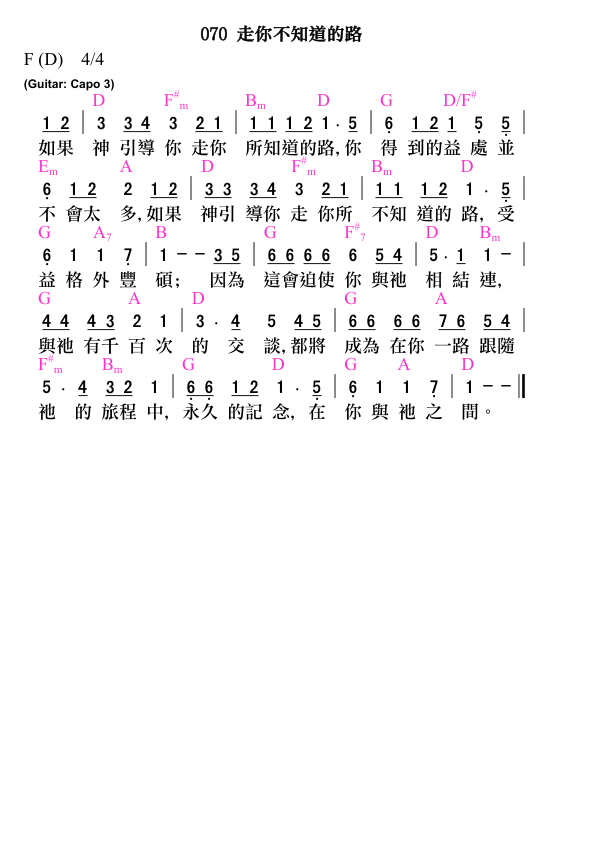 070 走你不知道的路
F (D) 4/4
(Guitar: Capo 3)
D F#m Bm D G D/F#
1 2 | 3 3 4 3 2 1 | 1 1 1 2 1 · 5 | 6 1 2 1 5 5
如果 神 引導 你 走你 所知道的路,你 得 到的益 處 並
Em A D F#m Bm D
6 1 2 2 1 2 | 3 3 3 4 3 2 1 | 1 1 1 2 1 · 5 |
不 會太 多,如果 神引 導你 走 你所 不知 道的 路, 受
G A7 B G F#7 D Bm
6 1 1 7 | 1 － － 3 5 | 6 6 6 6 6 5 4 | 5 · 1 1 － |
益 格 外 豐 碩; 因為 這會迫使 你 與祂 相 結 連,
G A D G A
4 4 4 3 2 1 | 3 · 4 5 4 5 | 6 6 6 6 7 6 5 4 |
與祂 有千 百 次 的 交 談,都將 成為 在你 一路 跟隨
F#m Bm G D G A D
5 · 4 3 2 1 | 6 6 1 2 1 · 5 | 6 1 1 7 | 1 － － ‖
祂 的 旅程 中, 永久 的記 念, 在 你 與 祂 之 間。